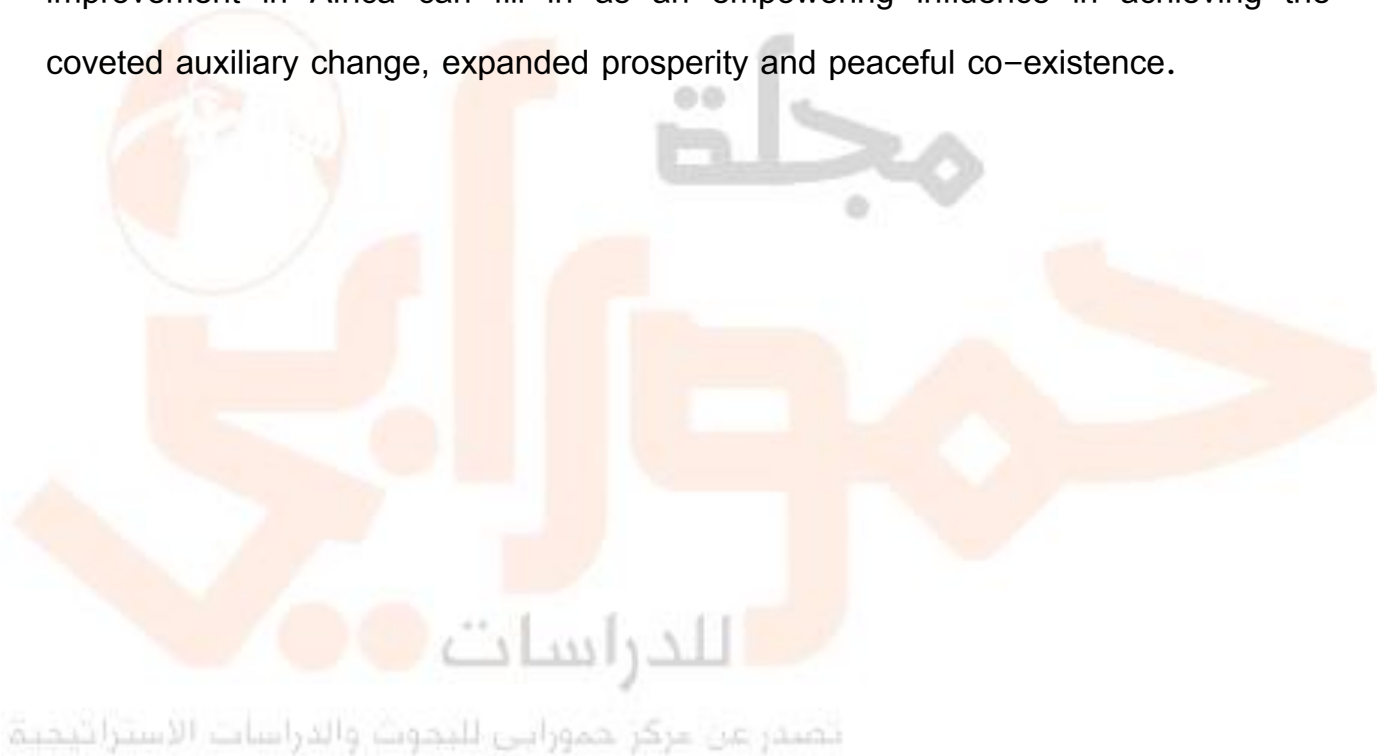 improvement in Africa can fill in as an empowering influence in achieving the
coveted auxiliary change, expanded prosperity and peaceful co–existence.
مجلة
حمورابي
للدراسات
تصدر عن مركز حمورابي للبحوث والدراسات الاستراتيجية